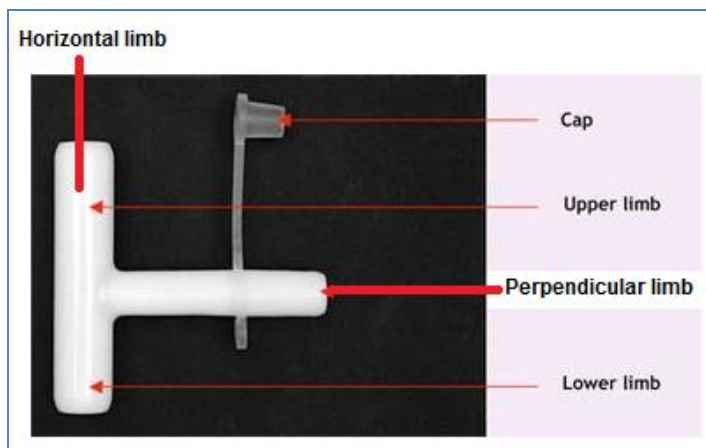 Horizontal limb
Cap
Upper limb
Perpendicular limb
Lower limb